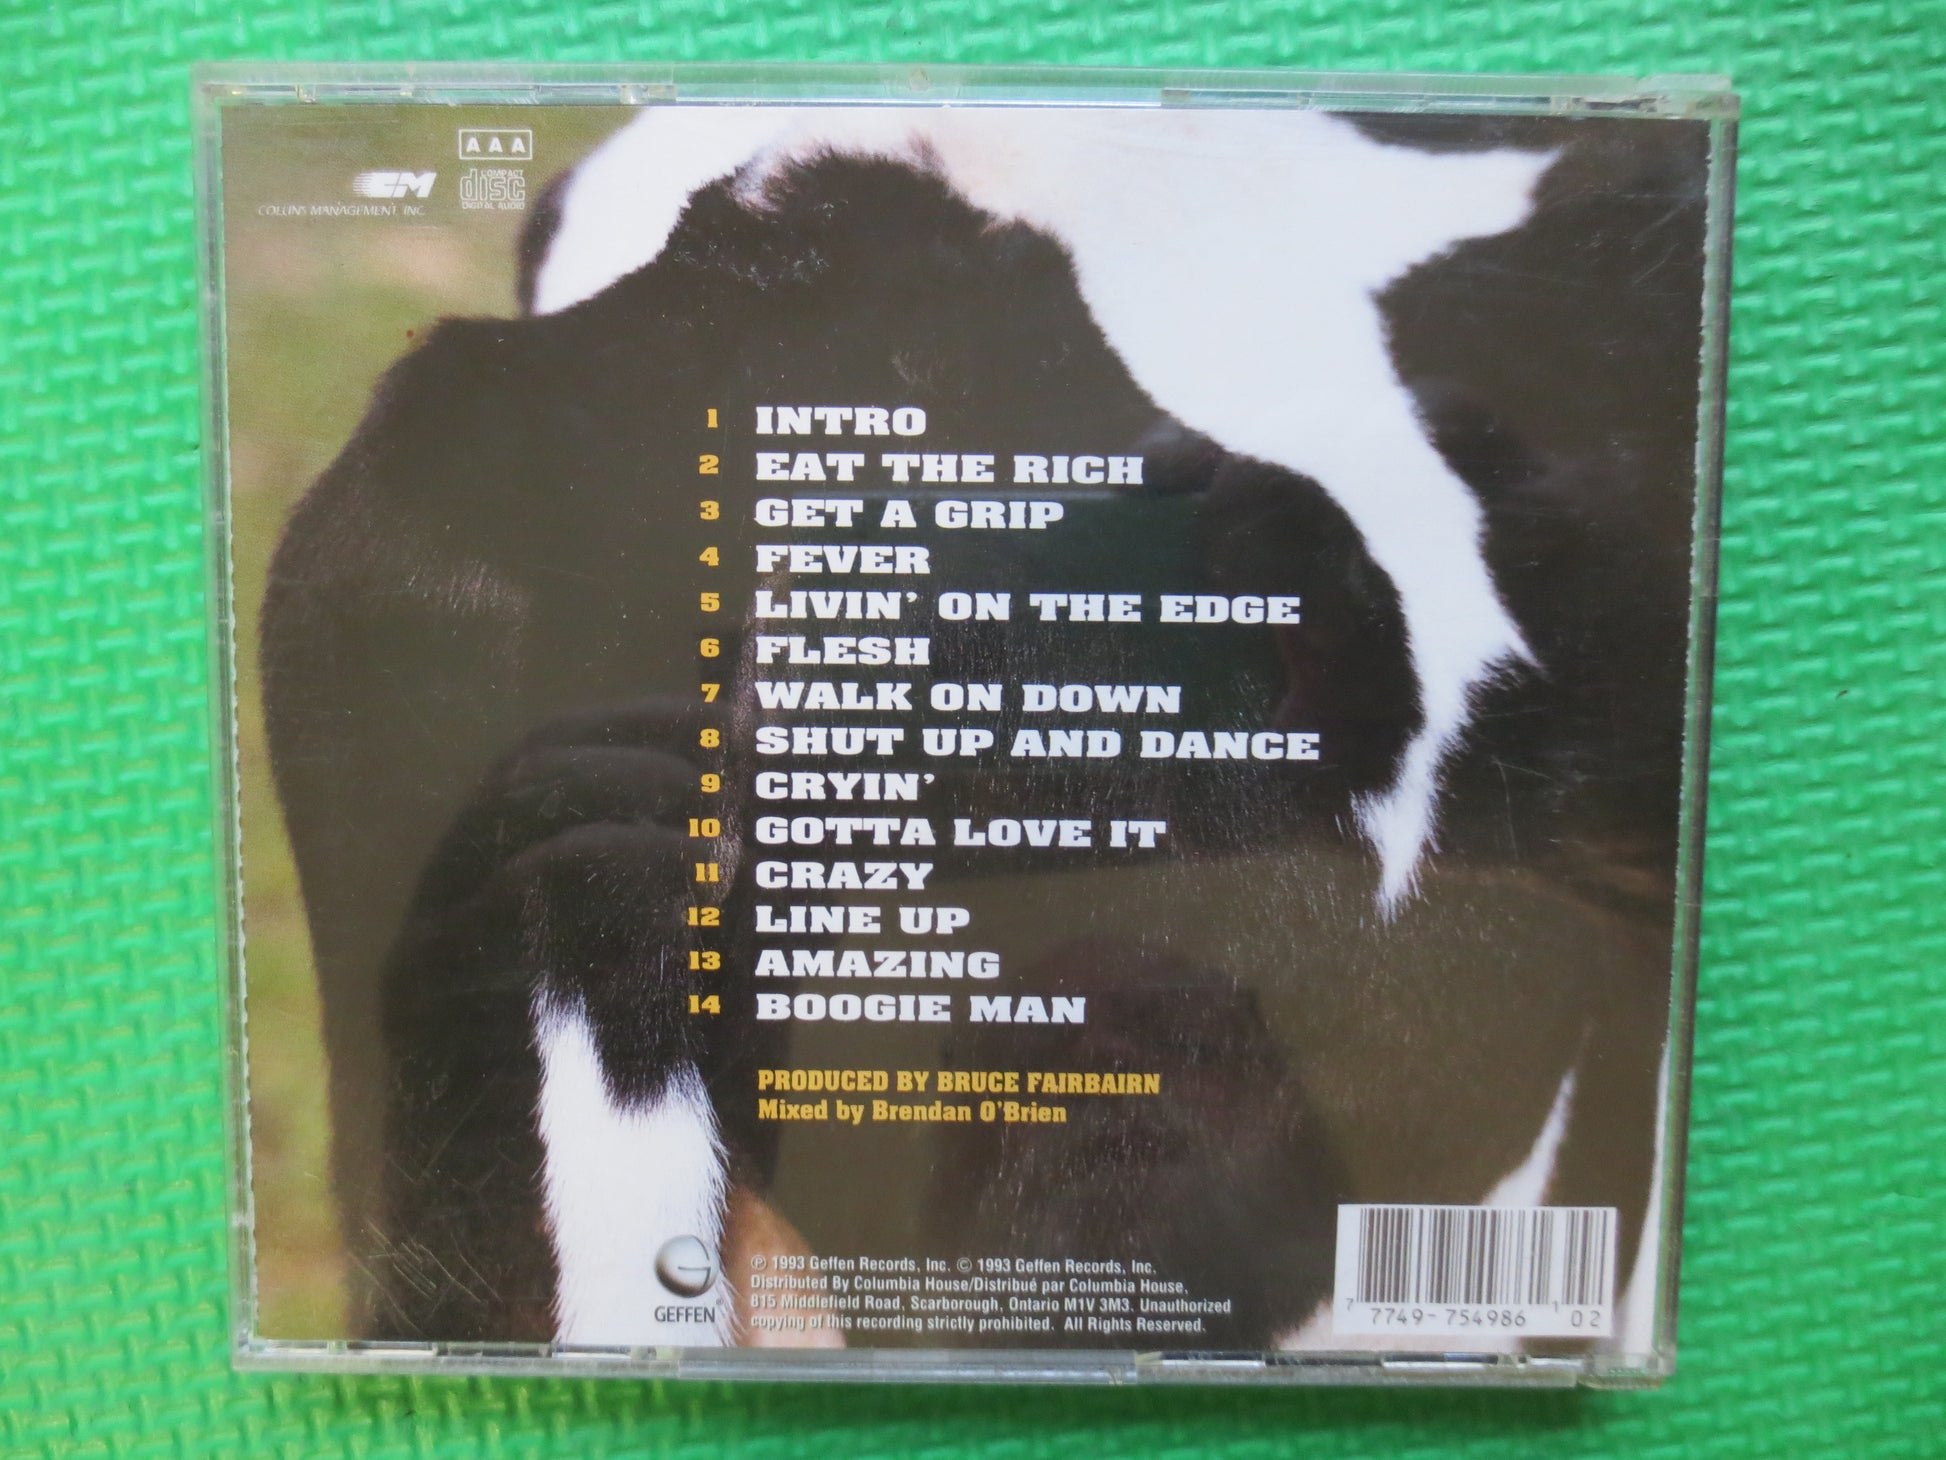 AAA
COMPACT
disc
DIGITAL AUDIO
CM
COLLINS MANAGEMENT, INC.
1 INTRO
2 EAT THE RICH
3 GET A GRIP
4 FEVER
5 LIVIN' ON THE EDGE
6 FLESH
7 WALK ON DOWN
8 SHUT UP AND DANCE
9 CRYIN'
10 GOTTA LOVE IT
11 CRAZY
12 LINE UP
13 AMAZING
14 BOOGIE MAN
PRODUCED BY BRUCE FAIRBAIRN
Mixed by Brendan O'Brien
G
GEFFEN®
℗ 1993 Geffen Records, Inc. © 1993 Geffen Records, Inc.
Distributed By Columbia House/Distribué par Columbia House,
815 Middlefield Road, Scarborough, Ontario M1V 3M3. Unauthorized
copying of this recording strictly prohibited. All Rights Reserved.
7 7749-754986 1 02